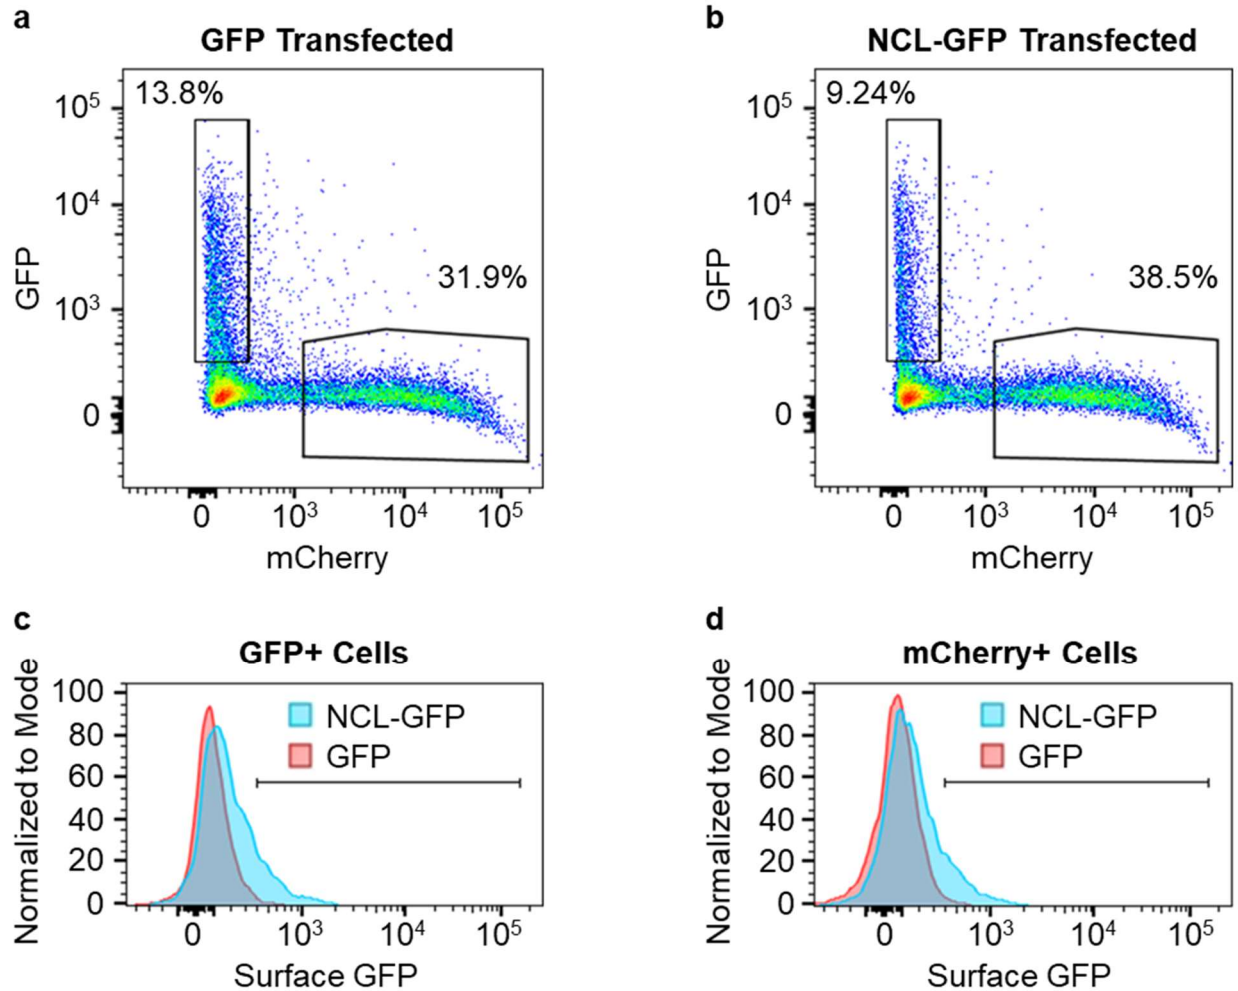 a
GFP Transfected
13.8%
31.9%
10⁵
10⁴
10³
0
GFP
0 10³ 10⁴ 10⁵
mCherry
b
NCL-GFP Transfected
9.24%
38.5%
10⁵
10⁴
10³
0
GFP
0 10³ 10⁴ 10⁵
mCherry
c
GFP+ Cells
NCL-GFP
GFP
100
80
60
40
20
0
Normalized to Mode
0 10³ 10⁴ 10⁵
Surface GFP
d
mCherry+ Cells
NCL-GFP
GFP
100
80
60
40
20
0
Normalized to Mode
0 10³ 10⁴ 10⁵
Surface GFP